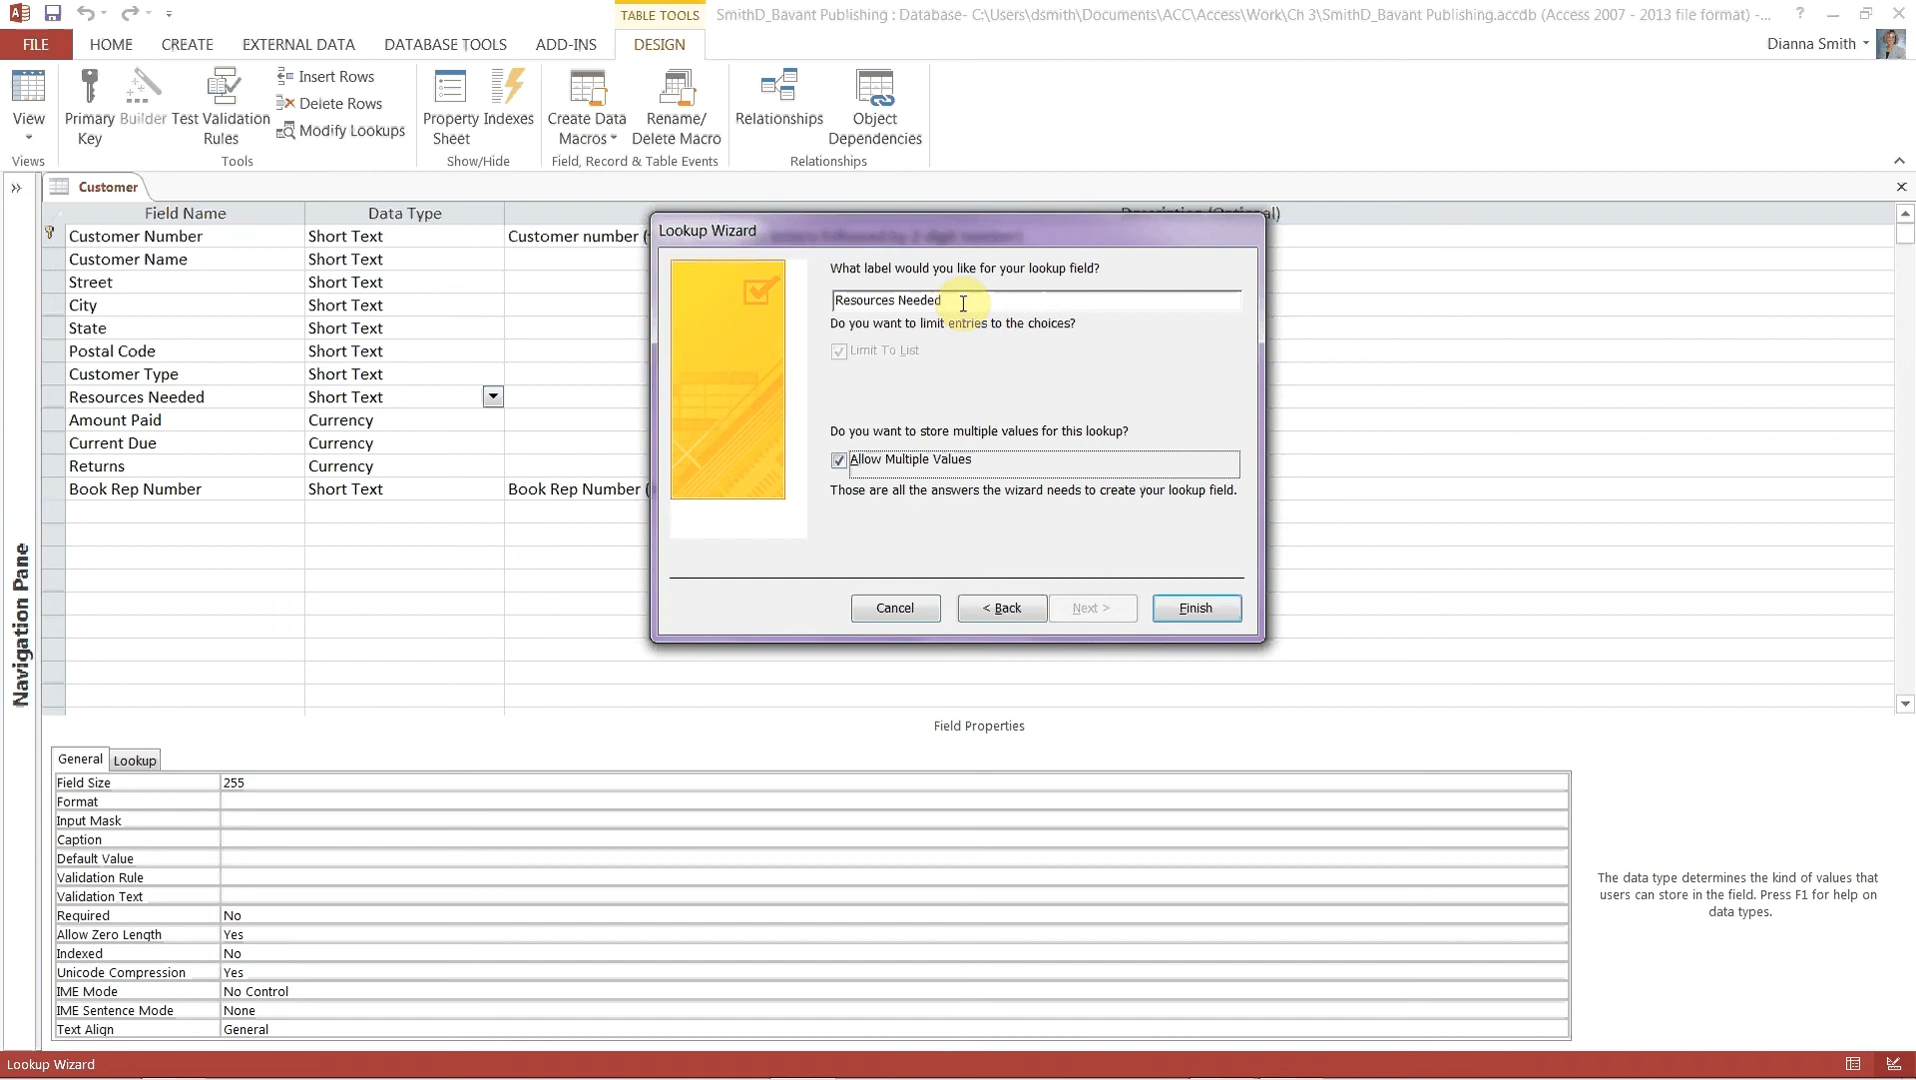 TABLE TOOLS
SmithD_Bavant Publishing : Database- C:\Users\dsmith\Documents\ACC\Access\Work\Ch 3\SmithD_Bavant Publishing.accdb (Access 2007 - 2013 file format) -...
FILE HOME CREATE EXTERNAL DATA DATABASE TOOLS ADD-INS DESIGN
Dianna Smith
View
Views
Primary Key
Builder
Test Validation Rules
Insert Rows
Delete Rows
Modify Lookups
Tools
Property Sheet
Indexes
Show/Hide
Create Data Macros
Rename/ Delete Macro
Field, Record & Table Events
Relationships
Object Dependencies
Relationships
Customer
Field Name Data Type
Customer Number Short Text Customer number (
Customer Name Short Text
Street Short Text
City Short Text
State Short Text
Postal Code Short Text
Customer Type Short Text
Resources Needed Short Text
Amount Paid Currency
Current Due Currency
Returns Currency
Book Rep Number Short Text Book Rep Number (
Navigation Pane
Lookup Wizard
What label would you like for your lookup field?
Resources Needed
Do you want to limit entries to the choices?
Limit To List
Do you want to store multiple values for this lookup?
Allow Multiple Values
Those are all the answers the wizard needs to create your lookup field.
Cancel < Back Next > Finish
Field Properties
General Lookup
Field Size 255
Format
Input Mask
Caption
Default Value
Validation Rule
Validation Text
Required No
Allow Zero Length Yes
Indexed No
Unicode Compression Yes
IME Mode No Control
IME Sentence Mode None
Text Align General
The data type determines the kind of values that
users can store in the field. Press F1 for help on
data types.
Lookup Wizard